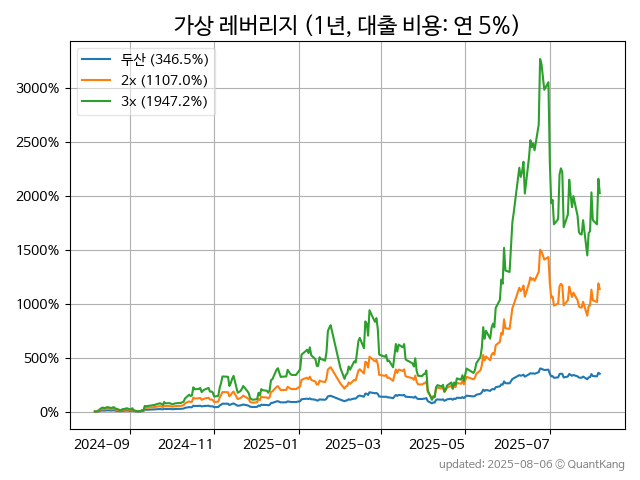 가상 레버리지 (1년, 대출 비용: 연 5%)
두산 (346.5%)
2x (1107.0%)
3x (1947.2%)
3000%
2500%
2000%
1500%
1000%
500%
0%
2024-09 2024-11 2025-01 2025-03 2025-05 2025-07
updated: 2025-08-06 © QuantKang